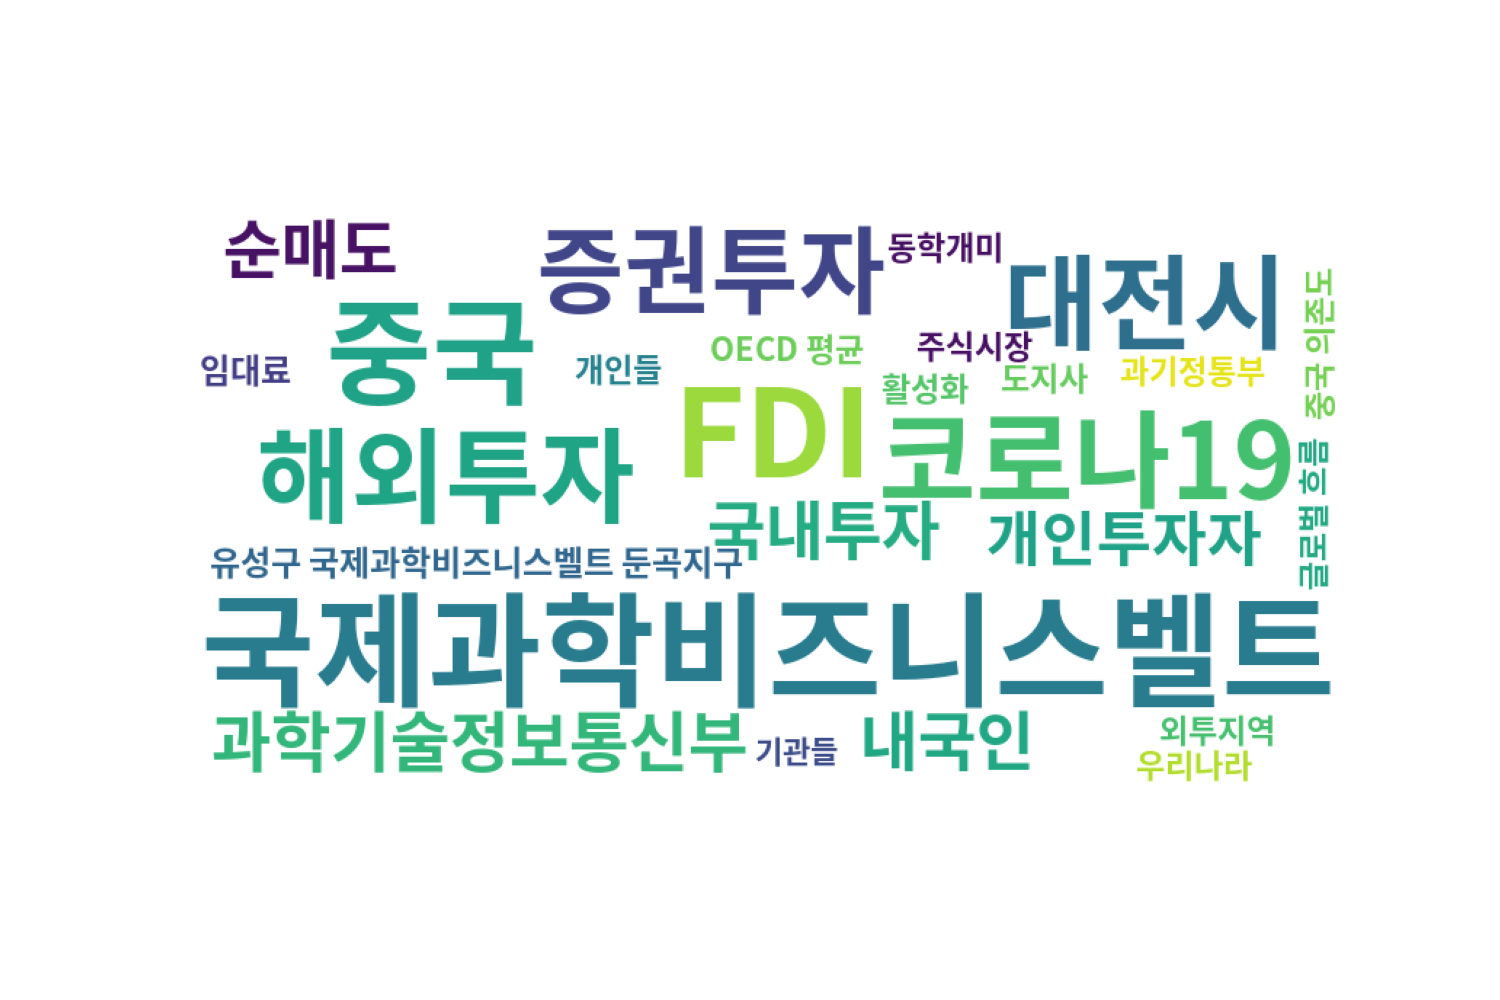 순매도
증권투자
동학개미
대전시
중국 의존도
중국
임대료
개인들
OECD 평균
주식시장
활성화
도지사
과기정통부
FDI
코로나19
해외투자
글로벌 흐름
국내투자
개인투자자
유성구 국제과학비즈니스벨트 둔곡지구
국제과학비즈니스벨트
과학기술정보통신부
기관들
내국인
외투지역
우리나라